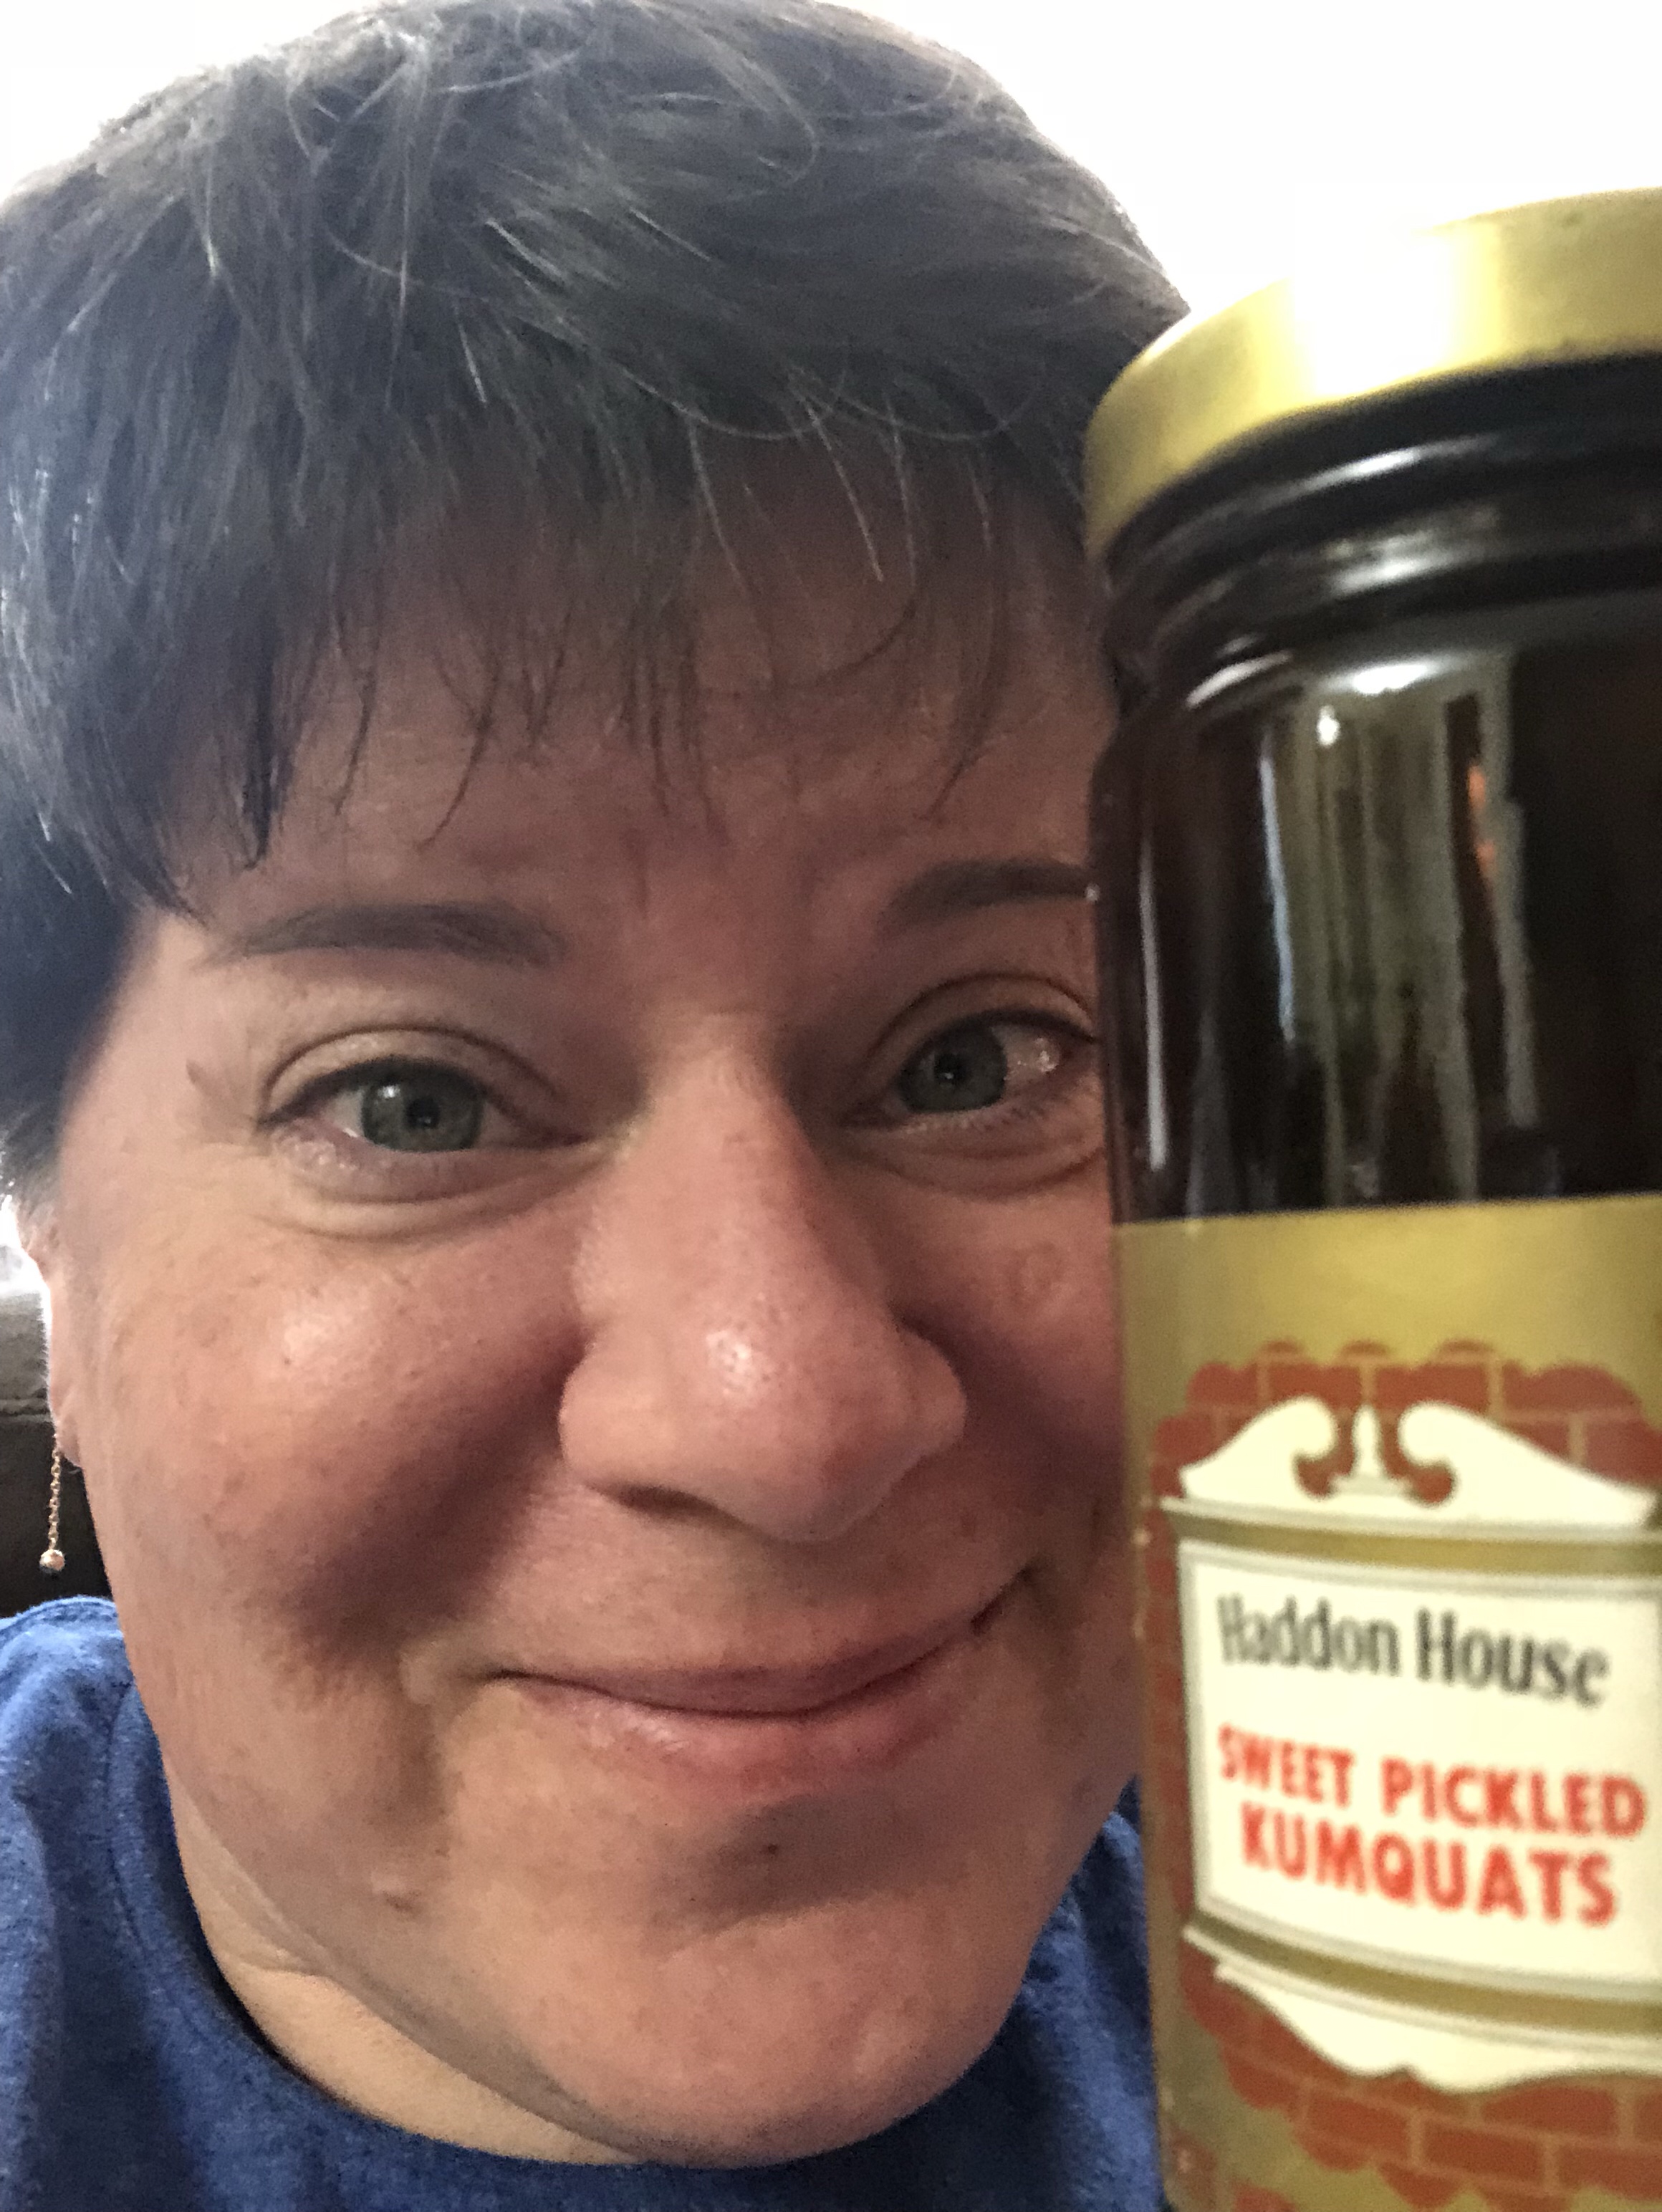 Haddon House
SWEET PICKLED
KUMQUATS